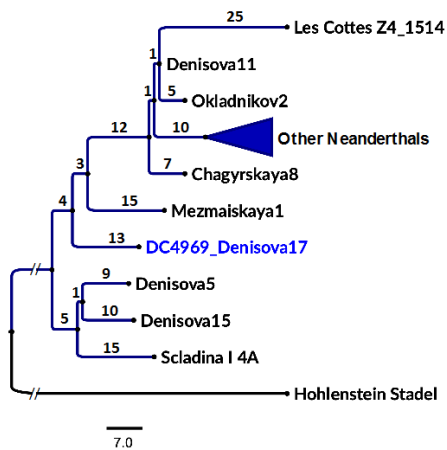 25
Les Cottes Z4_1514
1
Denisova11
1
5
Okladnikov2
12
10
Other Neanderthals
7
Chagyrskaya8
3
15
Mezmaiskaya1
4
13
DC4969_Denisova17
9
Denisova5
1
10
Denisova15
5
15
Scladina I 4A
Hohlenstein Stadel
7.0